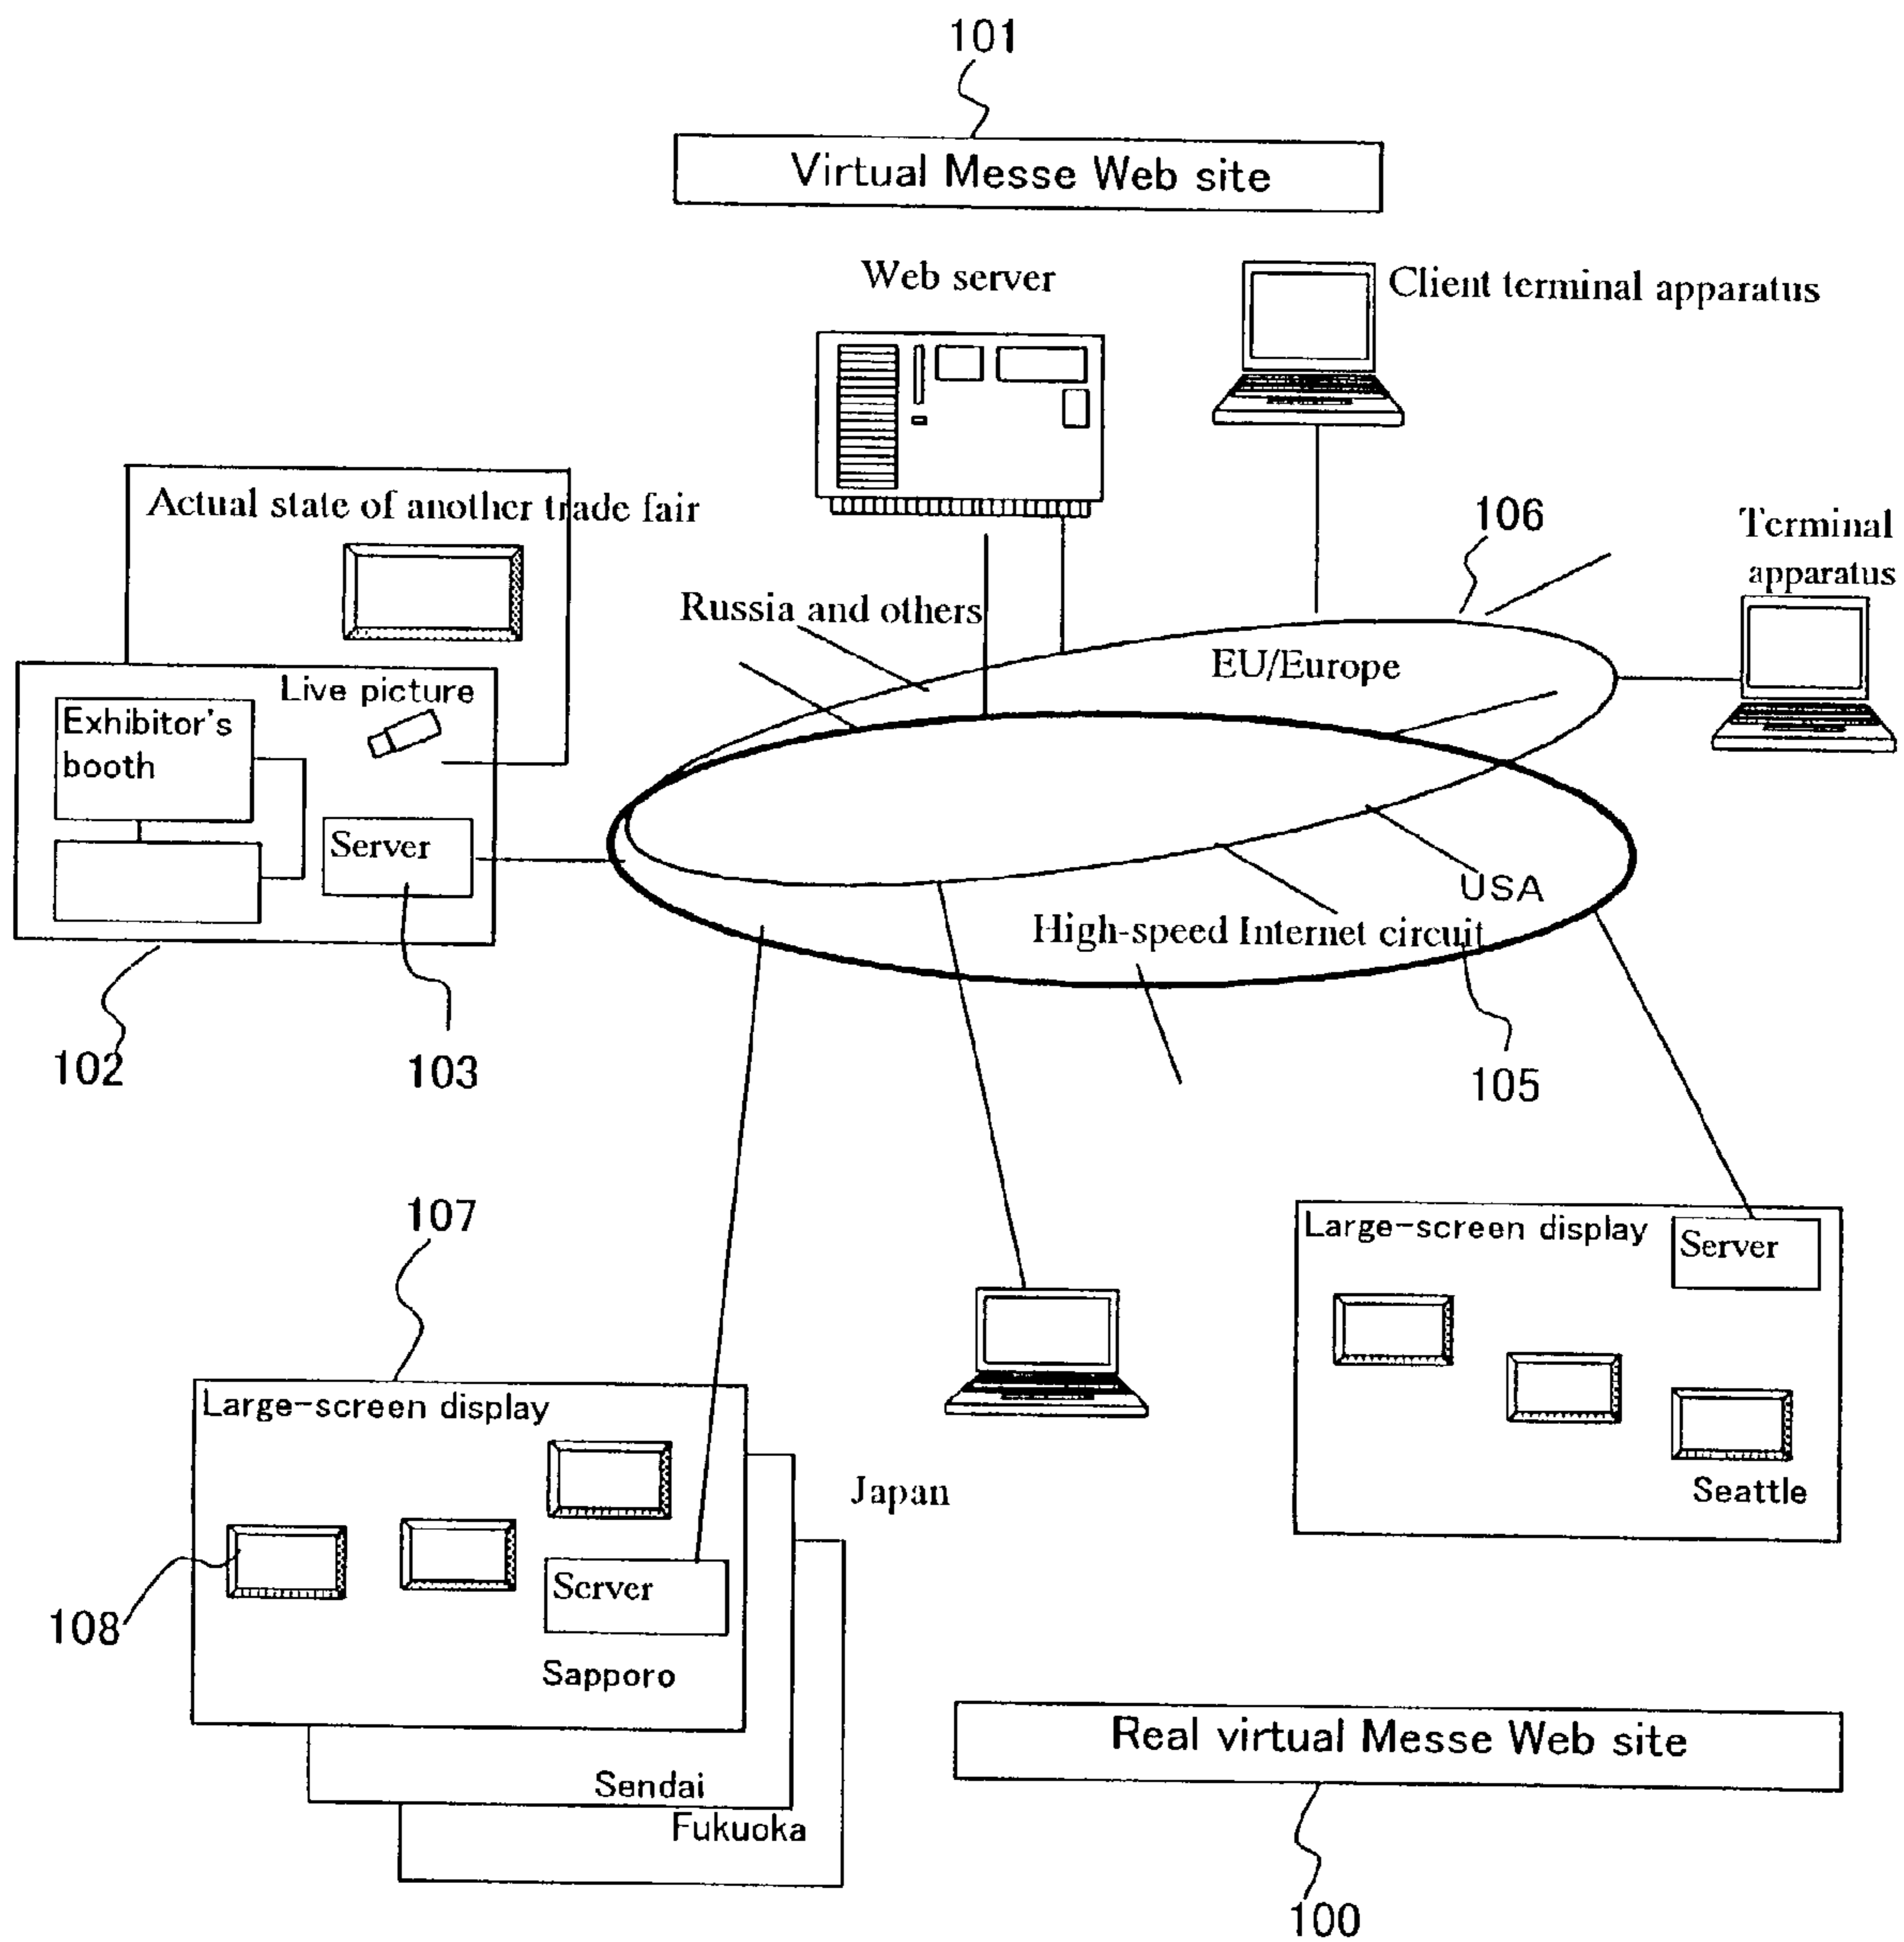 101
Virtual Messe Web site
Web server
Client terminal apparatus
Actual state of another trade fair
106
Terminal
apparatus
Russia and others
EU/Europe
Live picture
Exhibitor's
booth
Server
USA
High-speed Internet circuit
102
103
105
107
Large-screen display
Server
Large-screen display
Seattle
Japan
Server
108
Sapporo
Real virtual Messe Web site
Sendai
Fukuoka
100